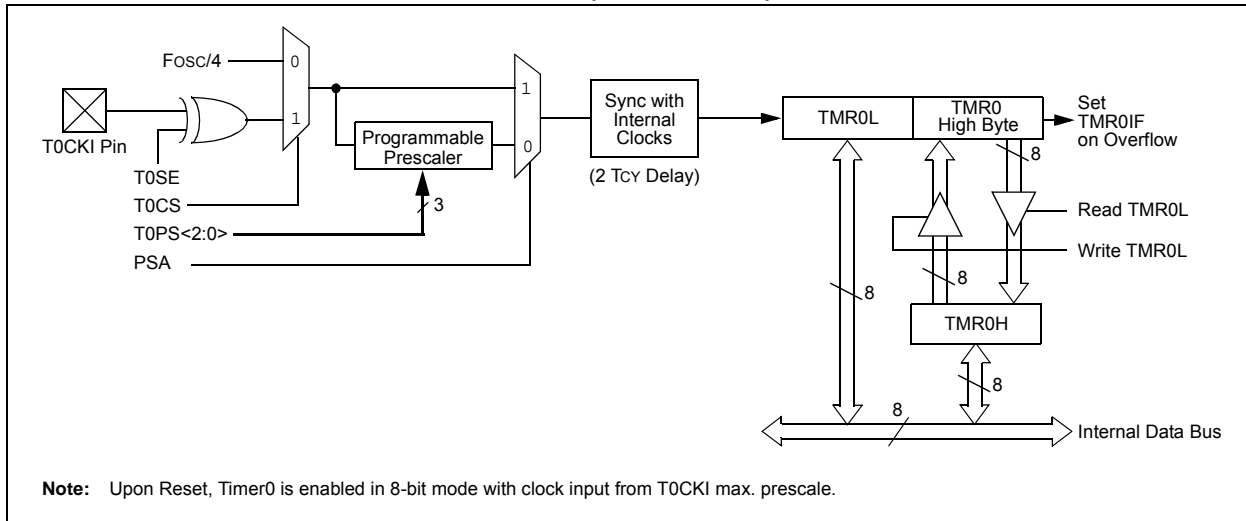 FOSC/4
0
1
T0CKI Pin
T0SE
T0CS
T0PS<2:0>
PSA
Programmable
Prescaler
3
1
0
Sync with
Internal
Clocks
(2 TCY Delay)
TMR0L
TMR0
High Byte
Set
TMR0IF
on Overflow
8
Read TMR0L
Write TMR0L
8
8
TMR0H
8
8
Internal Data Bus
Note: Upon Reset, Timer0 is enabled in 8-bit mode with clock input from T0CKI max. prescale.